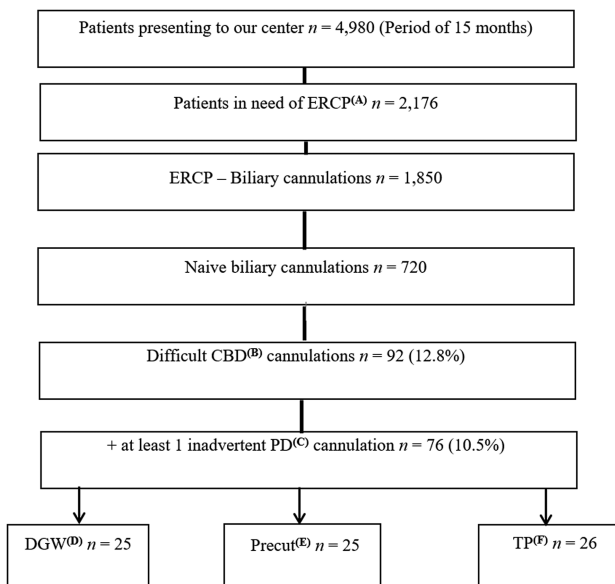 Patients presenting to our center n = 4,980 (Period of 15 months)
Patients in need of ERCP(A) n = 2,176
ERCP – Biliary cannulations n = 1,850
Naive biliary cannulations n = 720
Difficult CBD(B) cannulations n = 92 (12.8%)
+ at least 1 inadvertent PD(C) cannulation n = 76 (10.5%)
DGW(D) n = 25
Precut(E) n = 25
TP(F) n = 26